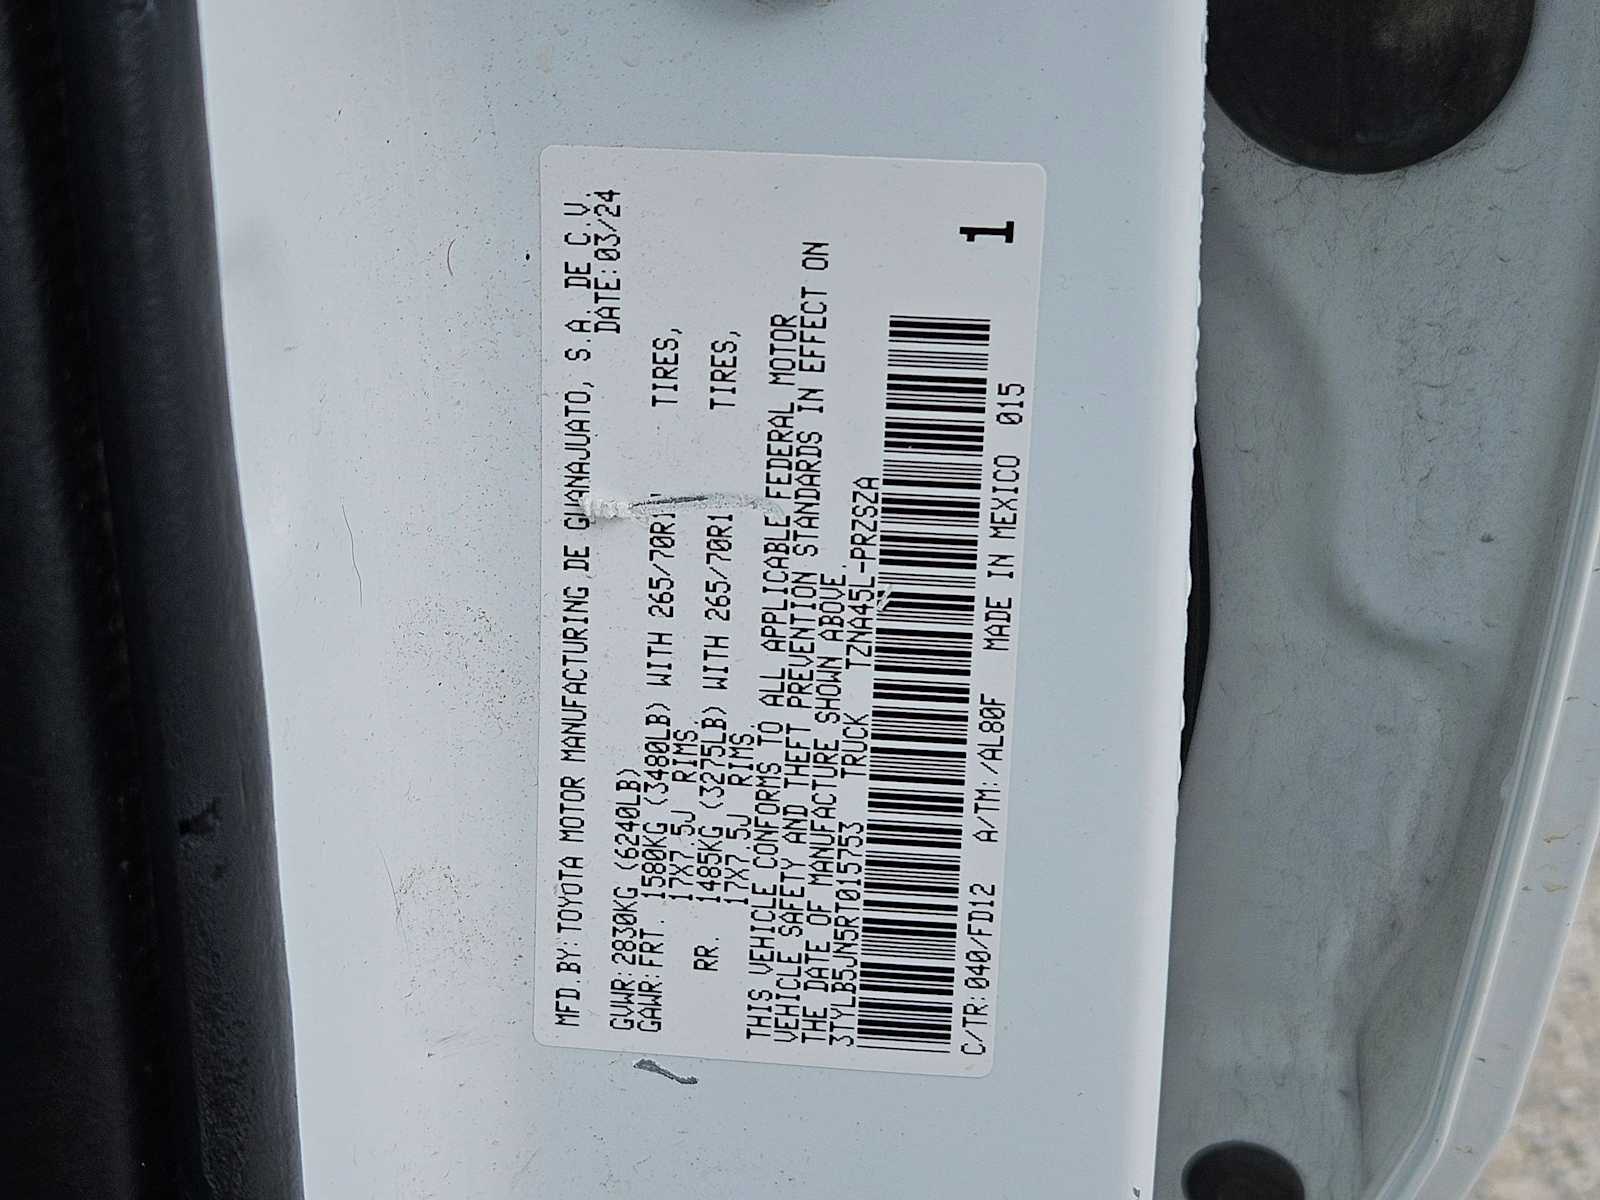 MFD.BY:TOYOTA MOTOR MANUFACTURING DE GUANAJUATO, S.A. DE C.V.
DATE:03/24
GVWR:2830KG (6240LB)
GAWR:FRT. 1580KG (3480LB) WITH 265/70R1 TIRES,
17X7.5J RIMS.
RR. 1485KG (3275LB) WITH 265/70R1 TIRES,
17X7.5J RIMS.
THIS VEHICLE CONFORMS TO ALL APPLICABLE FEDERAL MOTOR
VEHICLE SAFETY AND THEFT PREVENTION STANDARDS IN EFFECT ON
THE DATE OF MANUFACTURE SHOWN ABOVE.
3TYLB5JN5RT015753 TRUCK TZNA45L-PRZSZA
1
C/TR:040/FD12 A/TM:/AL80F MADE IN MEXICO 015